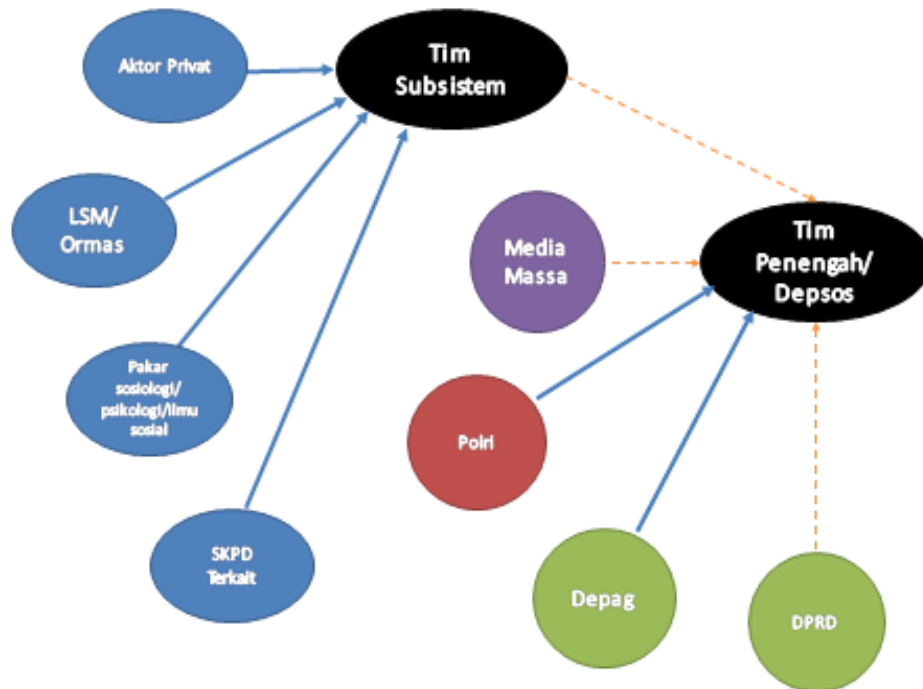 Aktor Privat
Tim
Subsistem
LSM/
Ormas
Media
Massa
Tim
Penengah/
Depsos
Pakar
sosiologi/
psikologi/ilmu
sosial
Polri
SKPD
Terkait
Depag
DPRD